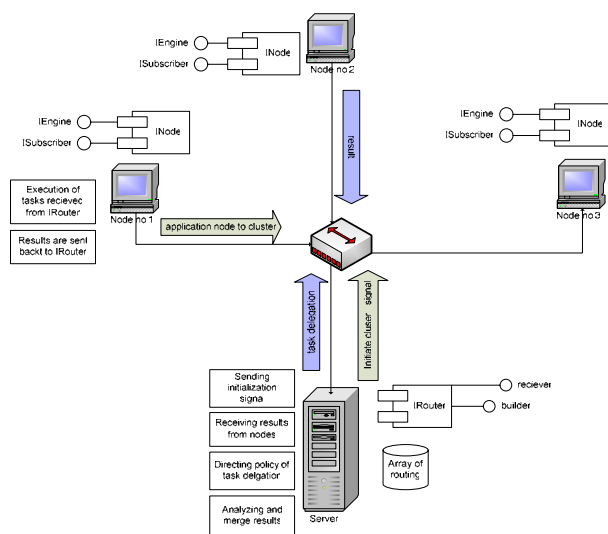 IEngine
ISubscriber
INode
Node no 2
IEngine
ISubscriber
INode
IEngine
ISubscriber
INode
result
Execution of
tasks recieved
from IRouter
Node no 1
Node no 3
application node to cluster
Results are sent
backt to IRouter
task delegation
Initiate cluser signal
Sending
initialization
signa
Receiving results
from nodes
Directing policy of
task delgatior
Analyzing and
merge results
Server
IRouter
reciever
builder
Array of
routing